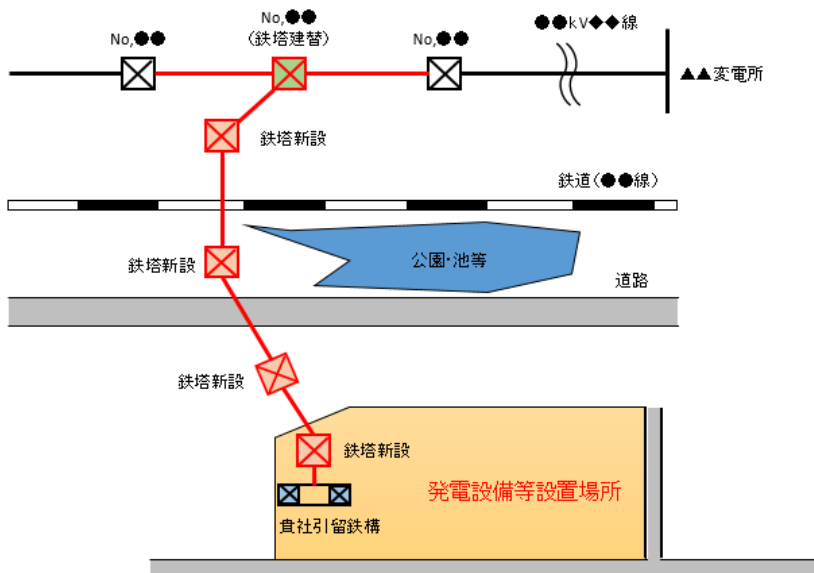 No,●●
No,●●
(鉄塔建替)
No,●●
●●kV◆◆線
▲▲変電所
鉄塔新設
鉄道(●●線)
鉄塔新設
公園・池等
道路
鉄塔新設
鉄塔新設
発電設備等設置場所
貴社引留鉄構